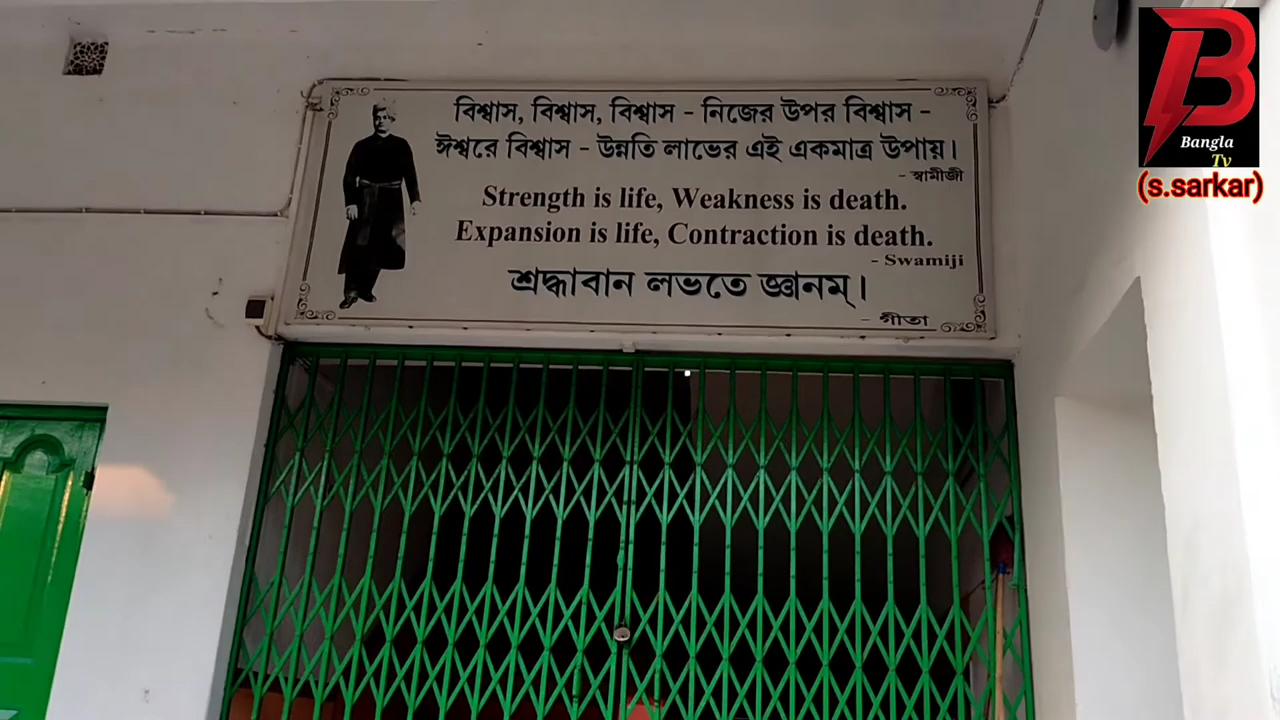 বিশ্বাস, বিশ্বাস, বিশ্বাস - নিজের উপর বিশ্বাস -
ঈশ্বরে বিশ্বাস - উন্নতি লাভের এই একমাত্র উপায়।
- স্বামীজী
Strength is life, Weakness is death.
Expansion is life, Contraction is death.
- Swamiji
শ্রদ্ধাবান লভতে জ্ঞানম্।
- গীতা
B
Bangla
Tv
(s.sarkar)